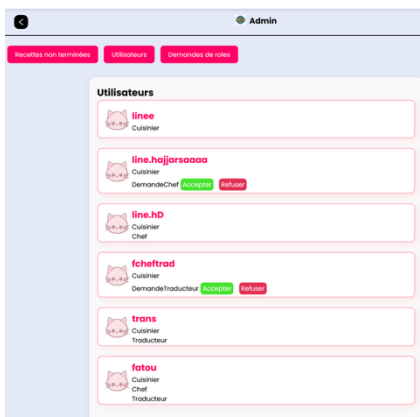 Admin
Recettes non terminées Utilisateurs Demandes de roles
Utilisateurs
linee
Cuisinier
line.hajjarsaaaa
Cuisinier
DemandeChef Accepter Refuser
line.hD
Cuisinier
Chef
fcheftrad
Cuisinier
DemandeTraducteur Accepter Refuser
trans
Cuisinier
Traducteur
fatou
Cuisinier
Chef
Traducteur